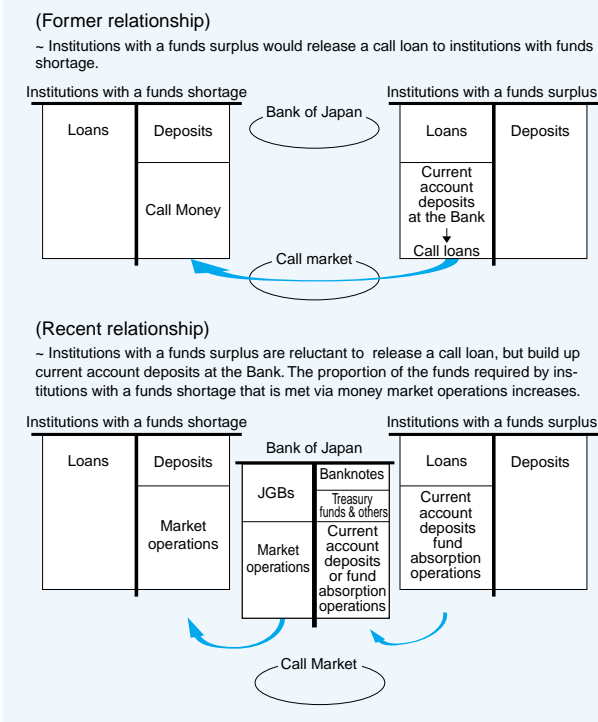 (Former relationship)
~ Institutions with a funds surplus would release a call loan to institutions with funds
shortage.
Institutions with a funds shortage
Loans
Deposits
Call Money
Bank of Japan
Call market
Institutions with a funds surplus
Loans
Deposits
Current
account
deposits
at the Bank
Call loans
(Recent relationship)
~ Institutions with a funds surplus are reluctant to release a call loan, but build up
current account deposits at the Bank. The proportion of the funds required by ins-
titutions with a funds shortage that is met via money market operations increases.
Institutions with a funds shortage
Loans
Deposits
Market
operations
Bank of Japan
JGBs
Market
operations
Banknotes
Treasury
funds & others
Current
account
deposits
or fund
absorption
operations
Institutions with a funds surplus
Loans
Deposits
Current
account
deposits
fund
absorption
operations
Call Market